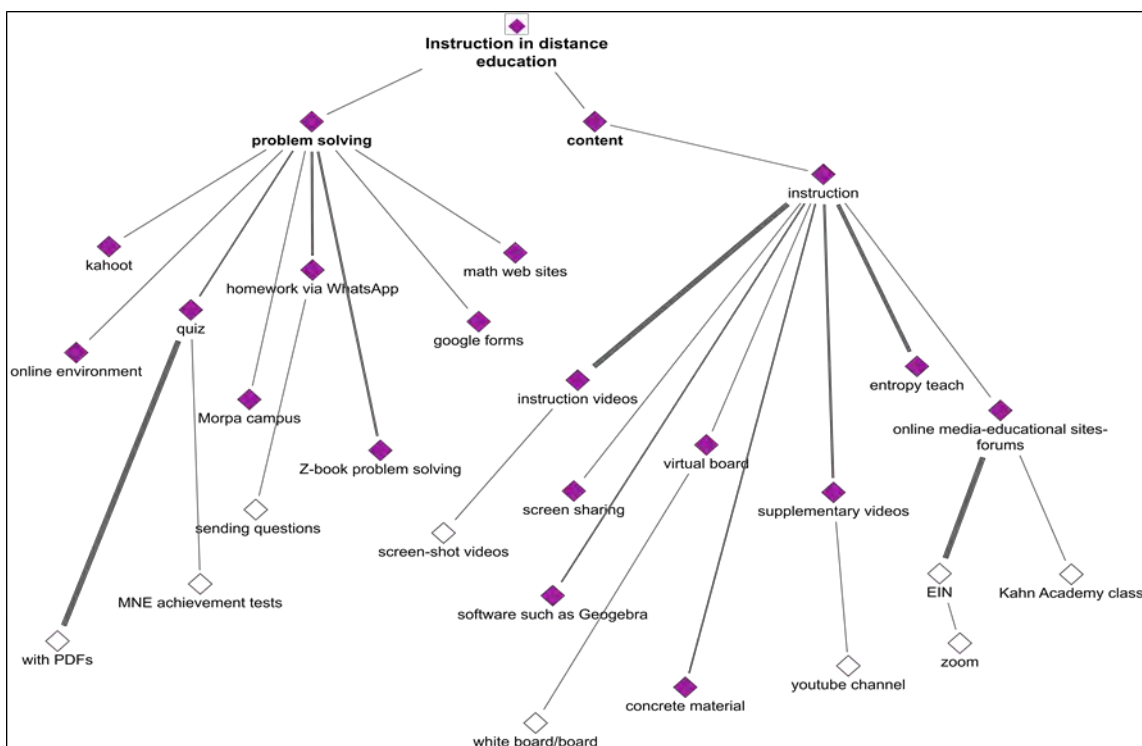 Instruction in distance
education
problem solving
content
instruction
kahoot
math web sites
homework via WhatsApp
quiz
google forms
online environment
entropy teach
instruction videos
Morpa campus
online media-educational sites-
forums
virtual board
Z-book problem solving
screen sharing
supplementary videos
sending questions
screen-shot videos
EIN
Kahn Academy class
MNE achievement tests
software such as Geogebra
with PDFs
zoom
youtube channel
concrete material
white board/board